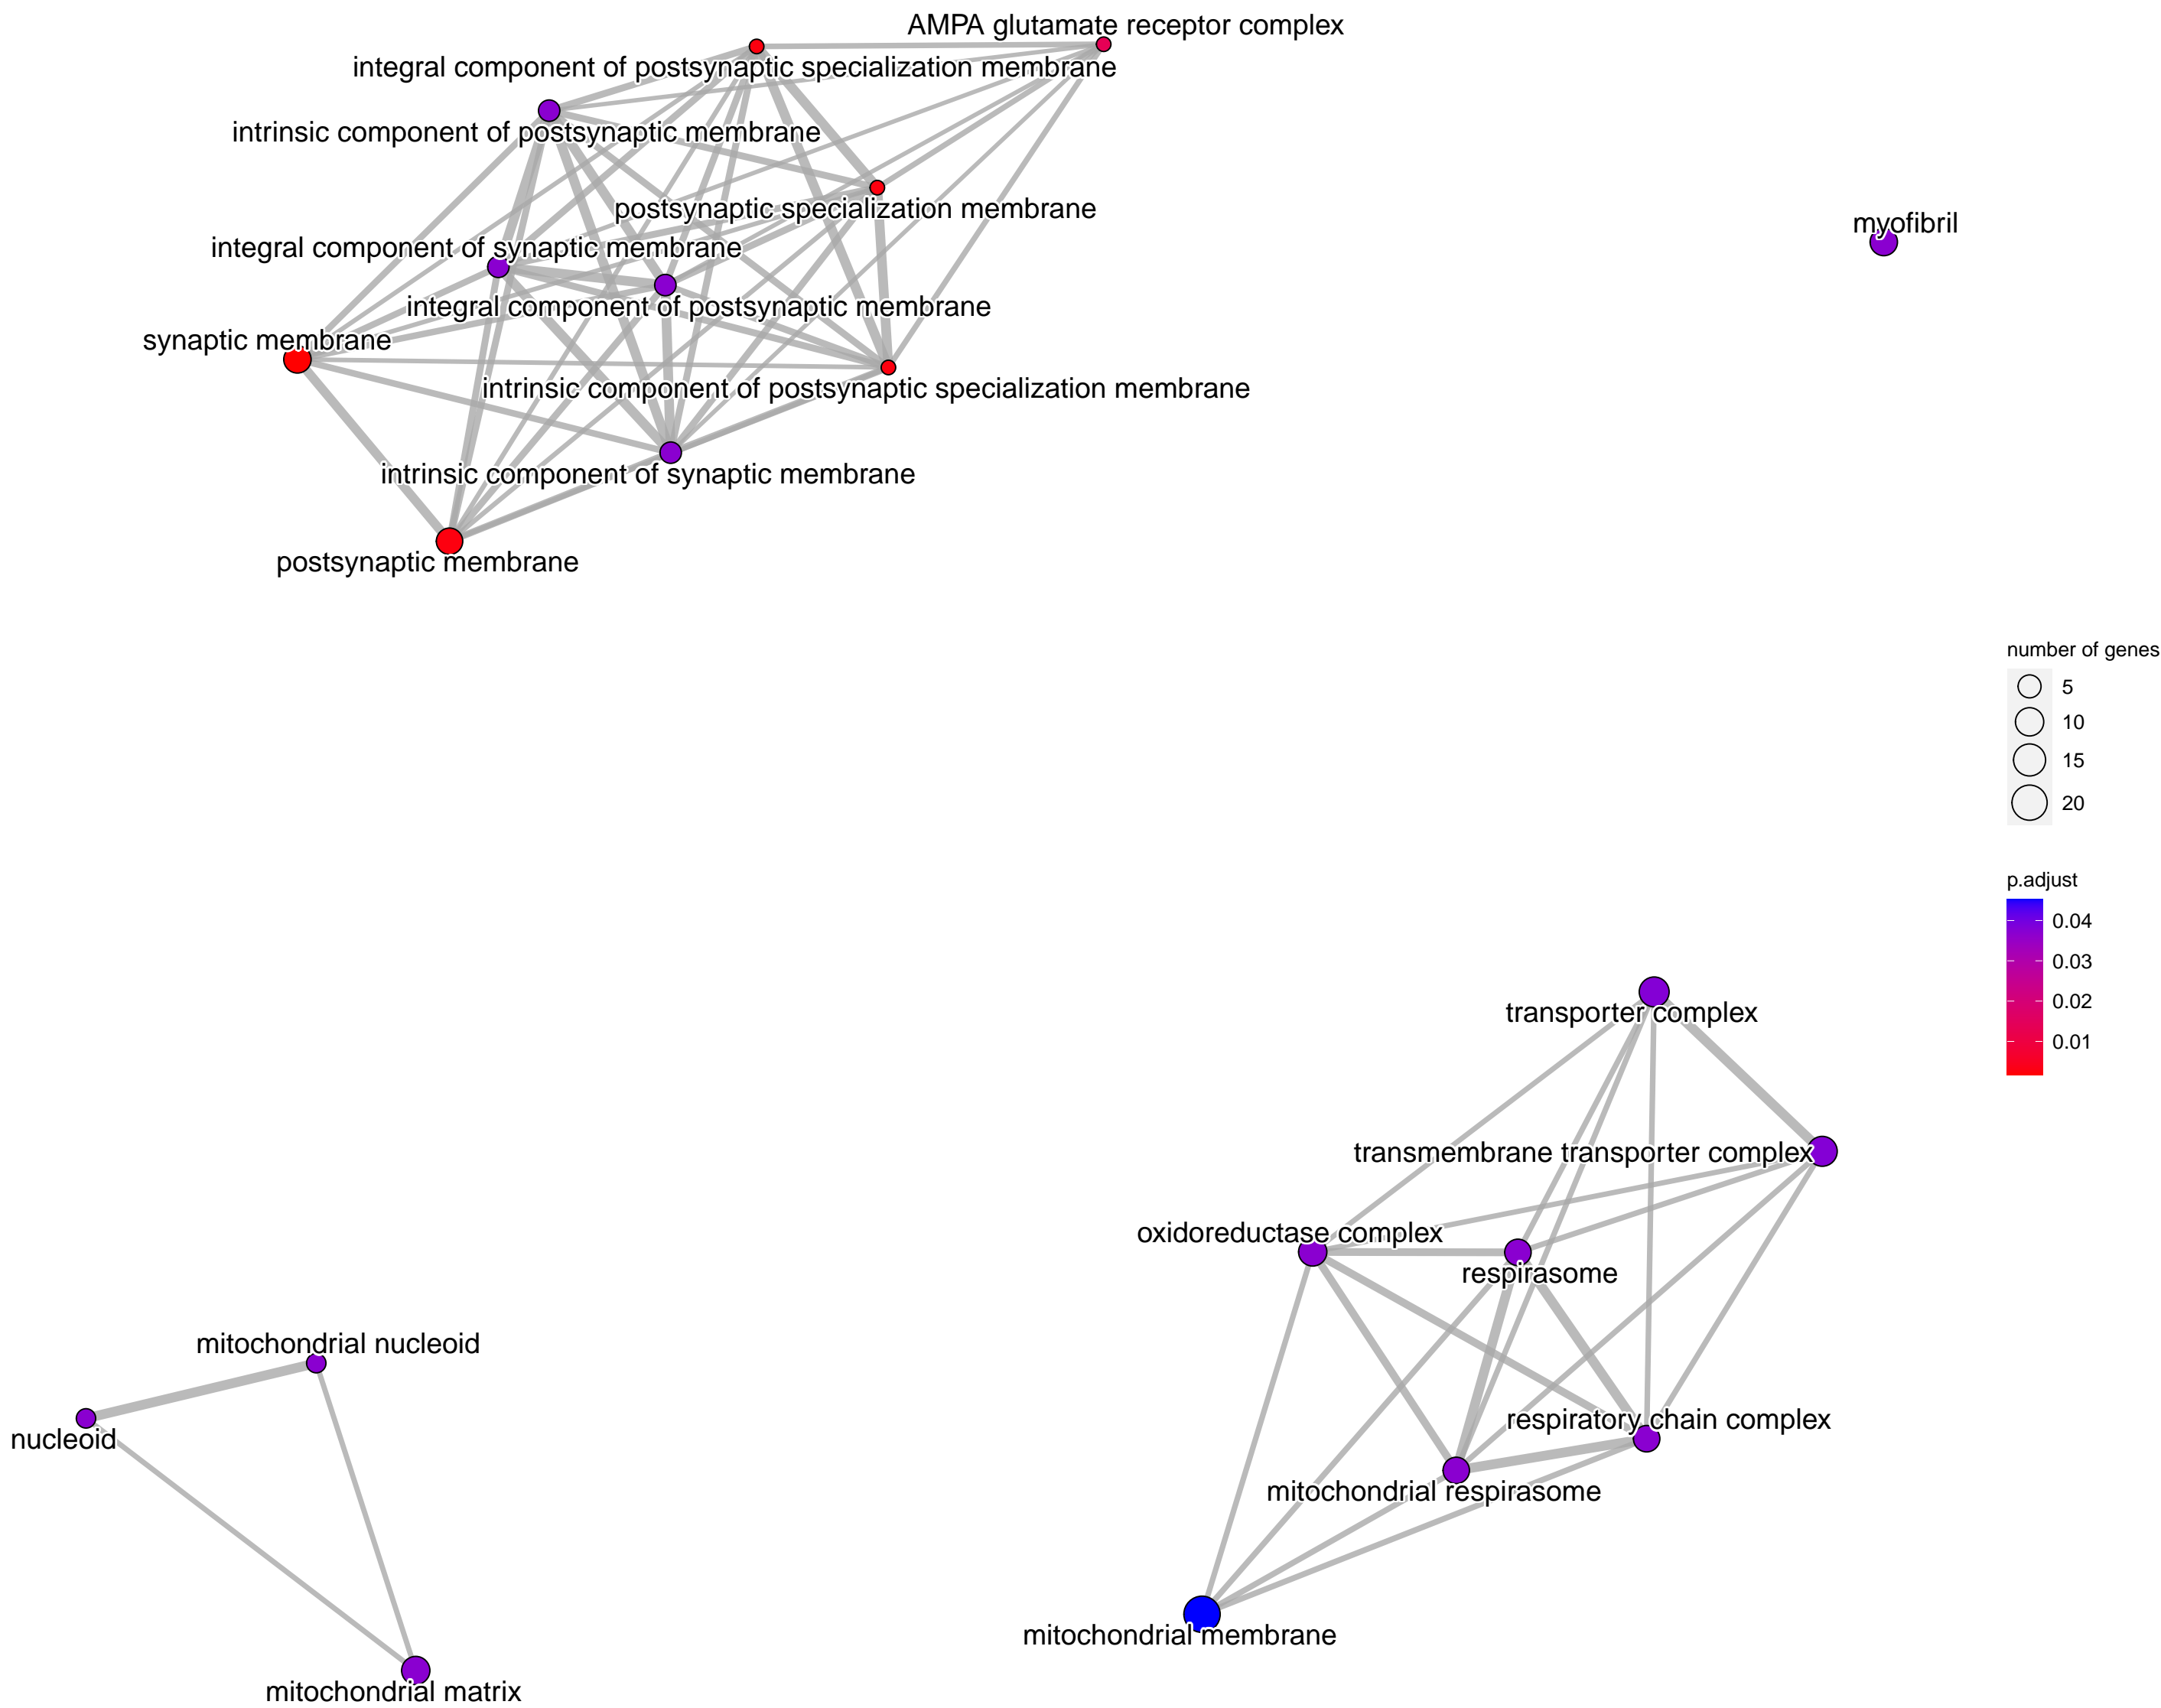 AMPA glutamate receptor complex
integral component of postsynaptic specialization membrane
intrinsic component of postsynaptic membrane
postsynaptic specialization membrane
myofibril
integral component of synaptic membrane
integral component of postsynaptic membrane
synaptic membrane
intrinsic component of postsynaptic specialization membrane
intrinsic component of synaptic membrane
postsynaptic membrane
number of genes
5
10
15
20
p.adjust
0.04
0.03
0.02
0.01
transporter complex
transmembrane transporter complex
oxidoreductase complex
respirasome
mitochondrial nucleoid
respiratory chain complex
nucleoid
mitochondrial respirasome
mitochondrial membrane
mitochondrial matrix